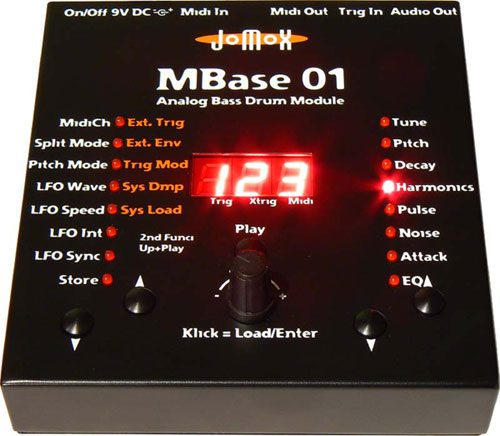 On/Off 9V DC Midi In Midi Out Trig In Audio Out
JoMoX
MBase 01
Analog Bass Drum Module
MidiCh Ext. Trig
Split Mode Ext. Env
Pitch Mode Trig Mod
LFO Wave Sys Dmp
LFO Speed Sys Load
LFO Int
LFO Sync
Store
123
Trig Xtrig Midi
2nd Func:
Up+Play
Play
- +
Klick = Load/Enter
Tune
Pitch
Decay
Harmonics
Pulse
Noise
Attack
EQ